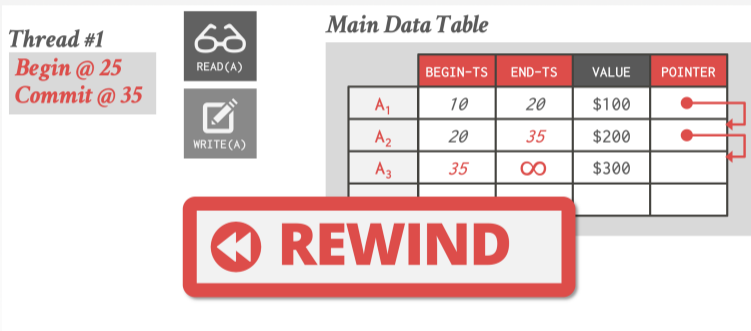 Thread #1
Begin @ 25
Commit @ 35
READ(A)
WRITE(A)
Main Data Table
BEGIN-TS END-TS VALUE POINTER
A₁ 10 20 $100
A₂ 20 35 $200
A₃ 35 ∞ $300
REWIND